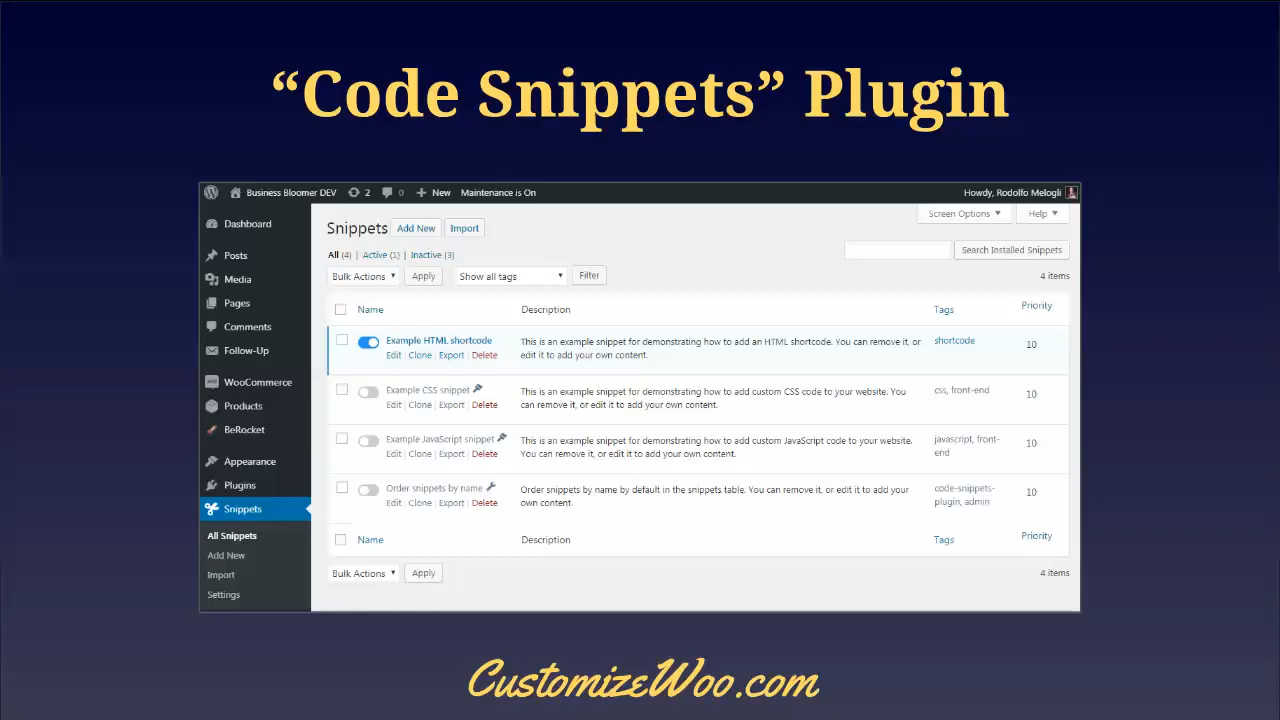 “Code Snippets” Plugin
Business Bloomer DEV 2 0 New Maintenance is On Howdy, Rodolfo Melogli
Screen Options Help
Dashboard
Posts
Media
Pages
Comments
Follow-Up
WooCommerce
Products
BeRocket
Appearance
Plugins
Snippets
All Snippets
Add New
Import
Settings
Snippets Add New Import
All (4) | Active (1) | Inactive (3)
Search Installed Snippets
Bulk Actions Apply Show all tags Filter
4 items
Name Description Tags Priority
Example HTML shortcode
Edit | Clone | Export | Delete
This is an example snippet for demonstrating how to add an HTML shortcode. You can remove it, or
edit it to add your own content.
shortcode
10
Example CSS snippet
Edit | Clone | Export | Delete
This is an example snippet for demonstrating how to add custom CSS code to your website. You
can remove it, or edit it to add your own content.
css, front-end
10
Example JavaScript snippet
Edit | Clone | Export | Delete
This is an example snippet for demonstrating how to add custom JavaScript code to your website.
You can remove it, or edit it to add your own content.
javascript, front-
end
10
Order snippets by name
Edit | Clone | Export | Delete
Order snippets by name by default in the snippets table. You can remove it, or edit it to add your
own content.
code-snippets-
plugin, admin
10
Name Description Tags Priority
Bulk Actions Apply
4 items
CustomizeWoo.com